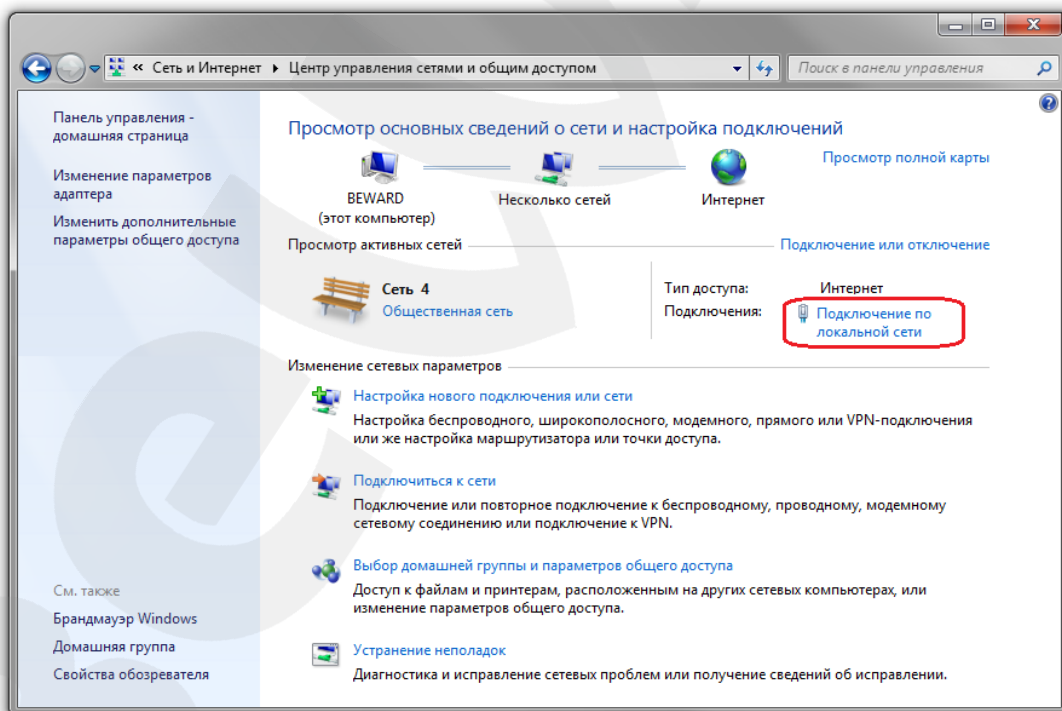 « Сеть и Интернет ▸ Центр управления сетями и общим доступом
Поиск в панели управления
Панель управления -
домашняя страница
Изменение параметров
адаптера
Изменить дополнительные
параметры общего доступа
Просмотр основных сведений о сети и настройка подключений
Просмотр полной карты
BEWARD
(этот компьютер)
Несколько сетей
Интернет
Просмотр активных сетей
Подключение или отключение
Сеть 4
Общественная сеть
Тип доступа: Интернет
Подключения: Подключение по
локальной сети
Изменение сетевых параметров
Настройка нового подключения или сети
Настройка беспроводного, широкополосного, модемного, прямого или VPN-подключения
или же настройка маршрутизатора или точки доступа.
Подключиться к сети
Подключение или повторное подключение к беспроводному, проводному, модемному
сетевому соединению или подключение к VPN.
Выбор домашней группы и параметров общего доступа
Доступ к файлам и принтерам, расположенным на других сетевых компьютерах, или
изменение параметров общего доступа.
Устранение неполадок
Диагностика и исправление сетевых проблем или получение сведений об исправлении.
См. также
Брандмауэр Windows
Домашняя группа
Свойства обозревателя